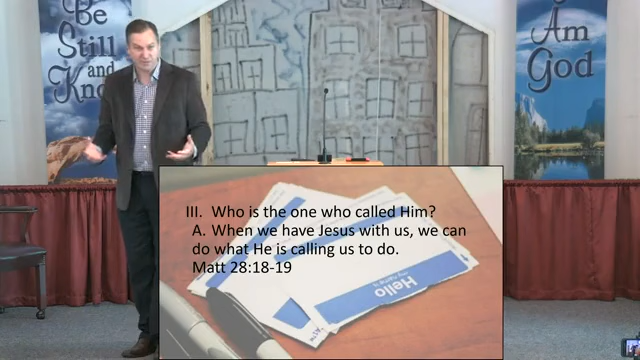 Be
Still
and
Know
Am
God
III. Who is the one who called Him?
A. When we have Jesus with us, we can
do what He is calling us to do.
Matt 28:18-19
Hello